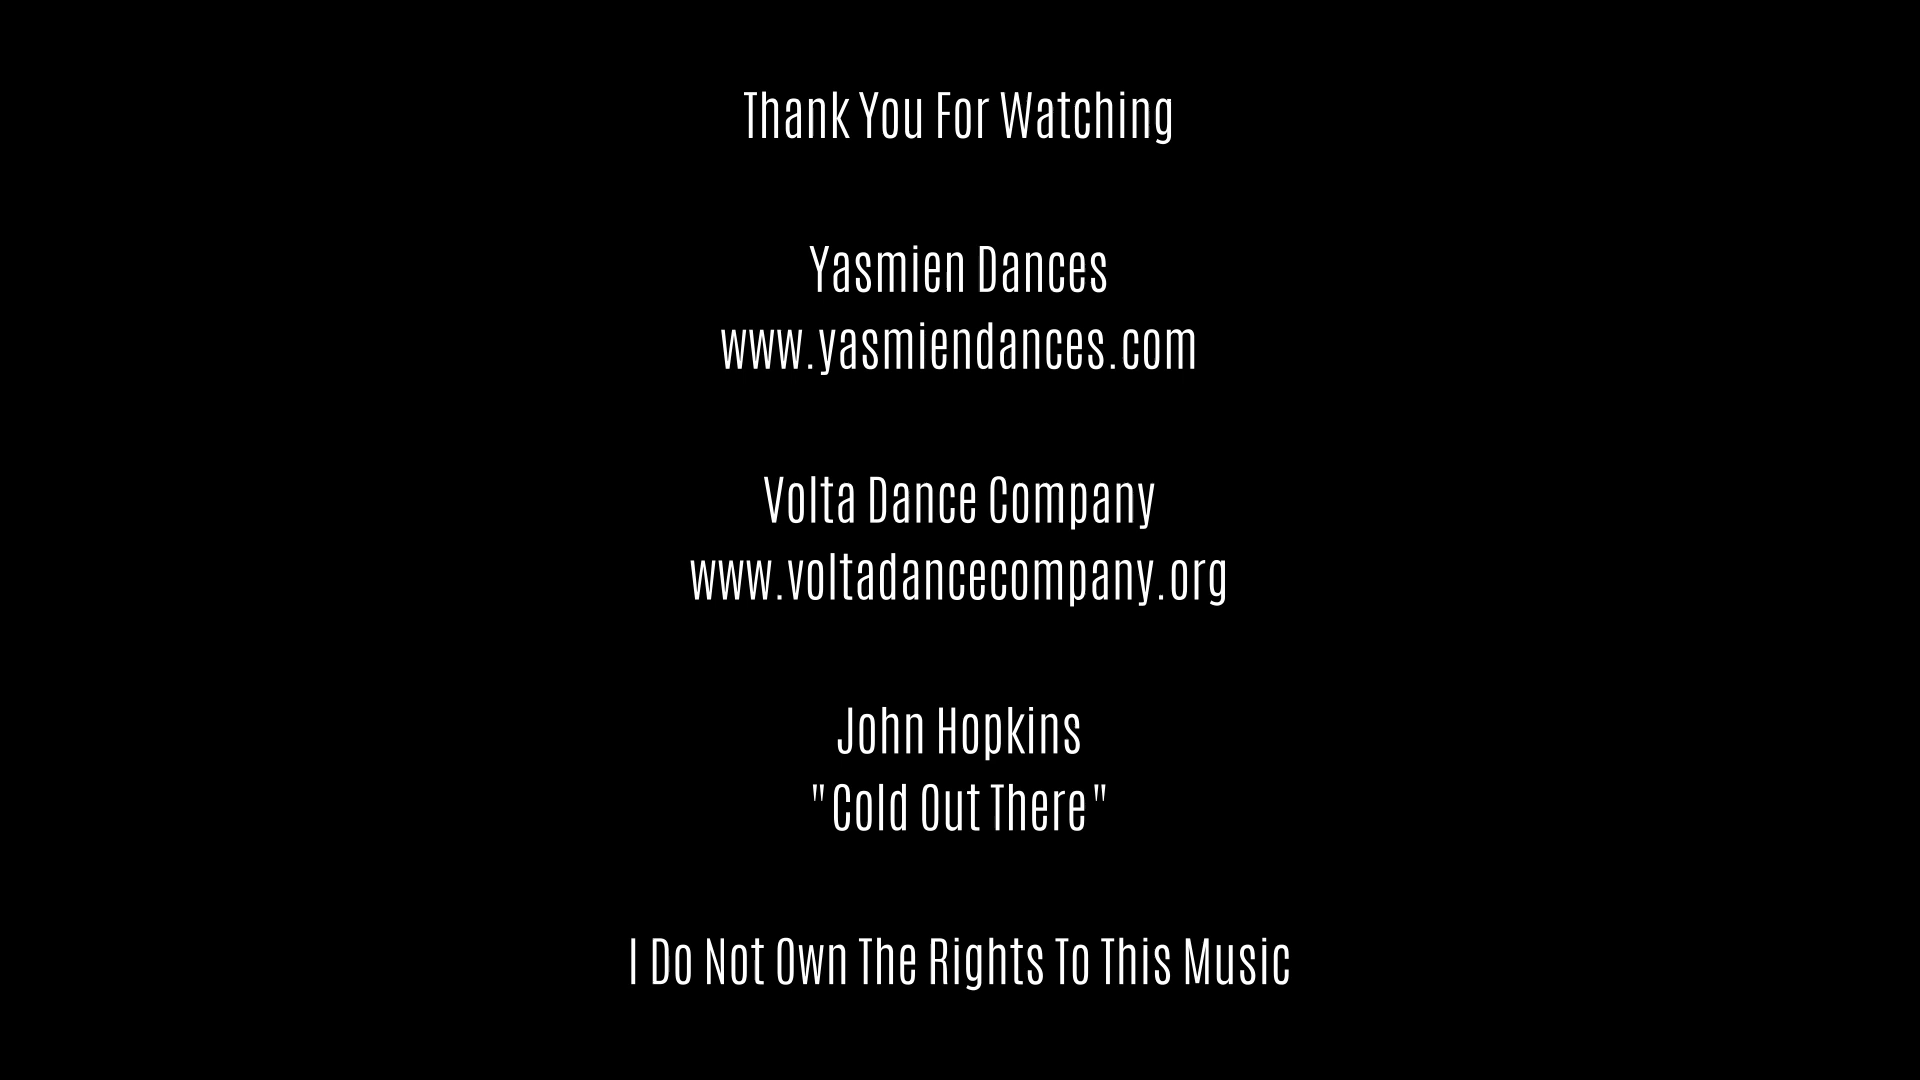 Thank You For Watching
Yasmien Dances
www.yasmiendances.com
Volta Dance Company
www.voltadancecompany.org
John Hopkins
"Cold Out There"
I Do Not Own The Rights To This Music